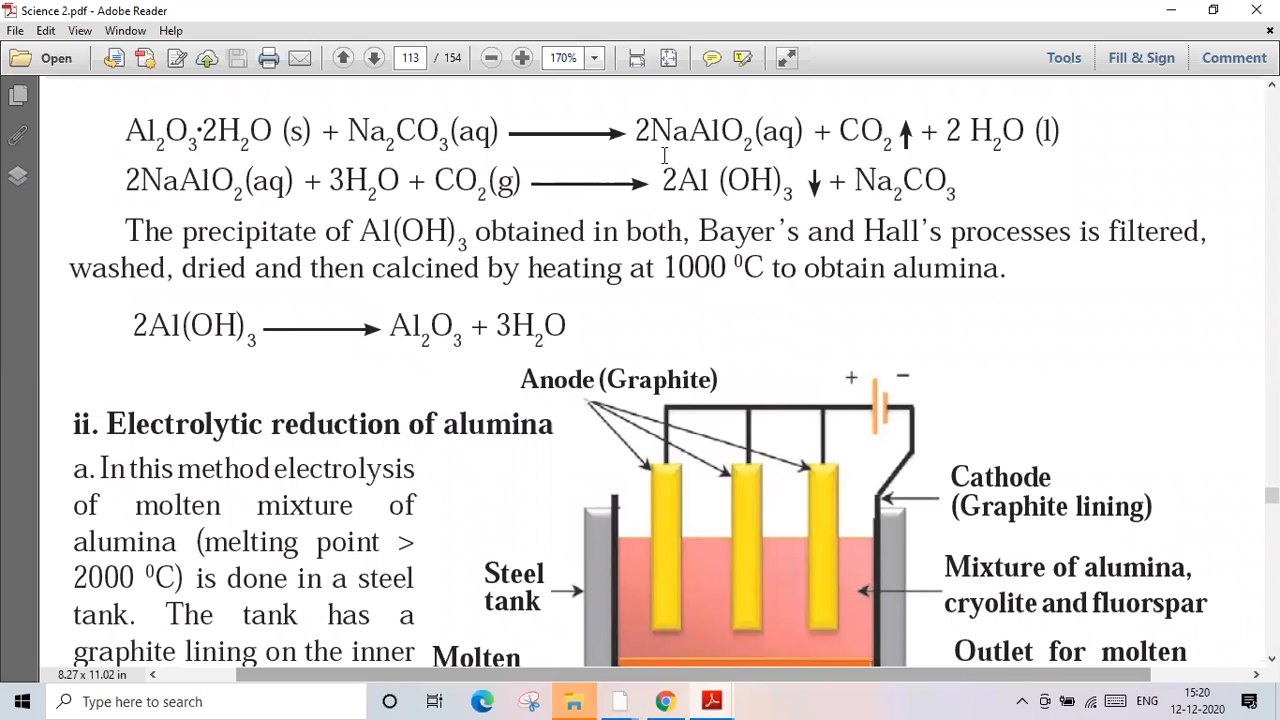 Science 2.pdf - Adobe Reader
File Edit View Window Help
Open 113 / 154 170% Tools Fill & Sign Comment
Al₂O₃·2H₂O (s) + Na₂CO₃(aq) ⟶ 2NaAlO₂(aq) + CO₂ ↑ + 2 H₂O (l)
2NaAlO₂(aq) + 3H₂O + CO₂(g) ⟶ 2Al (OH)₃ ↓ + Na₂CO₃
The precipitate of Al(OH)₃ obtained in both, Bayer's and Hall's processes is filtered,
washed, dried and then calcined by heating at 1000 ⁰C to obtain alumina.
2Al(OH)₃ ⟶ Al₂O₃ + 3H₂O
ii. Electrolytic reduction of alumina
a. In this method electrolysis
of molten mixture of
alumina (melting point >
2000 ⁰C) is done in a steel
tank. The tank has a
graphite lining on the inner
Anode (Graphite)
+ −
Cathode
(Graphite lining)
Steel
tank
Mixture of alumina,
cryolite and fluorspar
Molten
Outlet for molten
8.27 x 11.02 in
Type here to search
ENG
15:20
12-12-2020